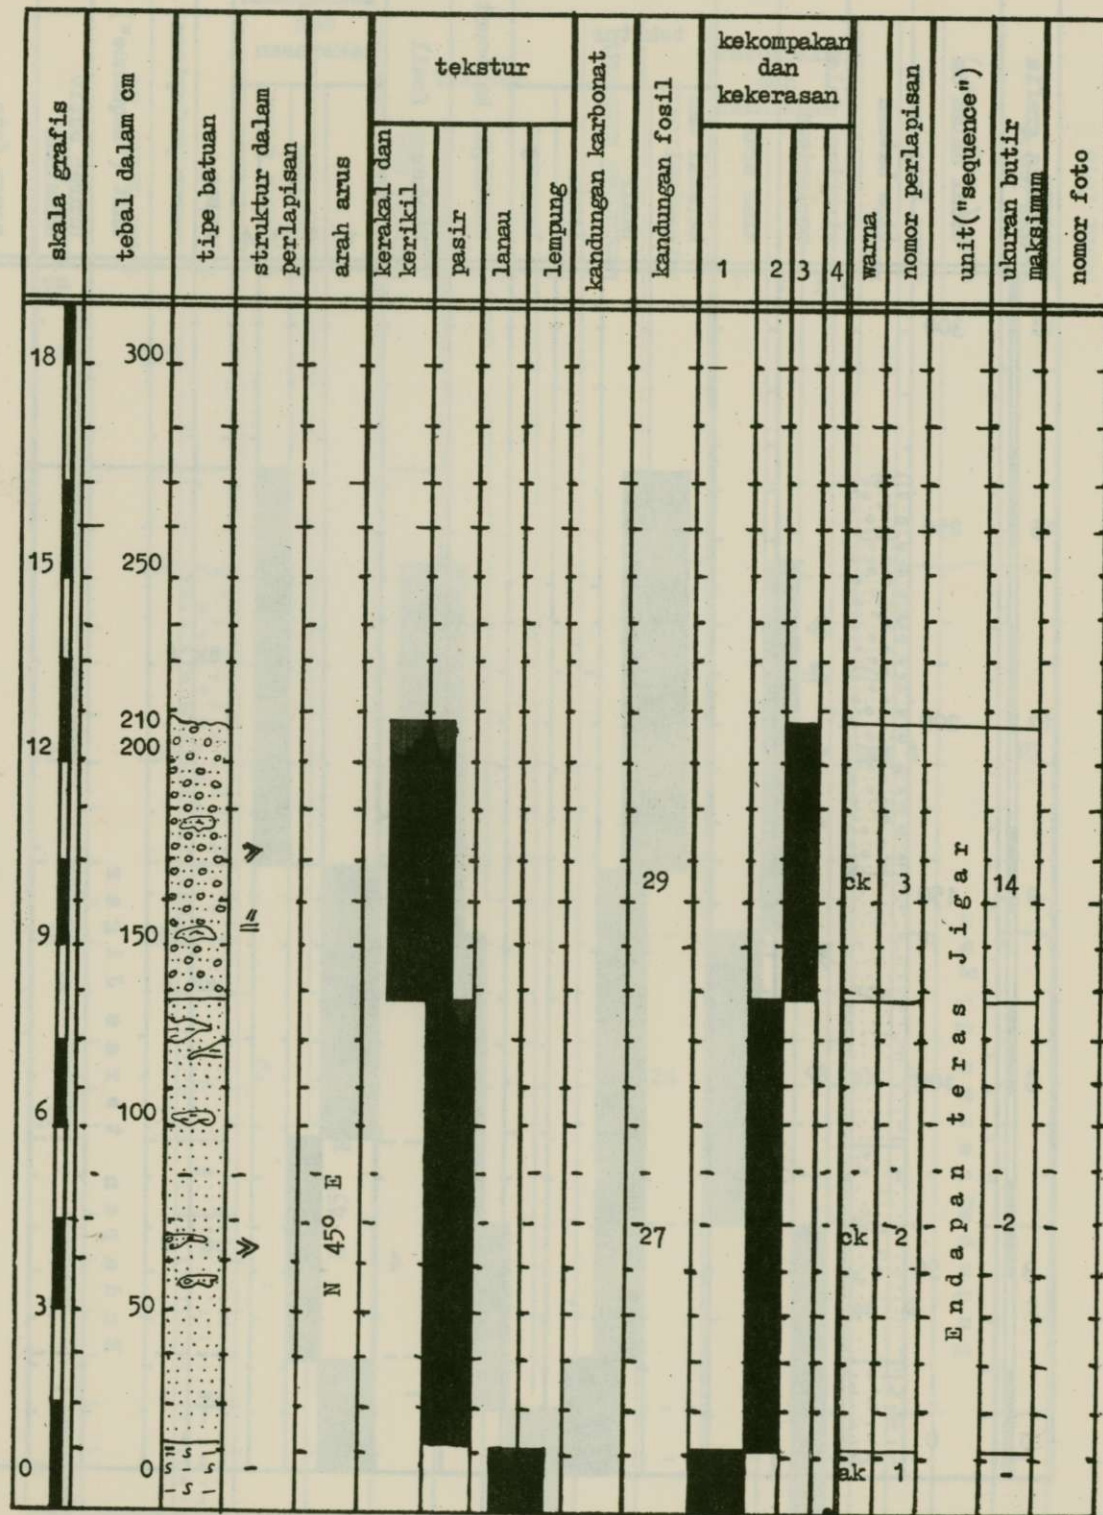 skala grafis
tebal dalam cm
tipe batuan
struktur dalam
perlapisan
arah arus
tekstur
kerakal dan
kerikil
pasir
lanau
lempung
kandungan karbonat
kandungan fosil
kekompakan
dan
kekerasan
1 2 3 4
warna
nomor perlapisan
unit("sequence")
ukuran butir
maksimum
nomor foto
18 300
15 250
210
12 200
29 ck 3 14
9 150
6 100
N 45° E
27 ck 2 -2
3 50
Endapan teras Jigar
0 0 ak 1 -